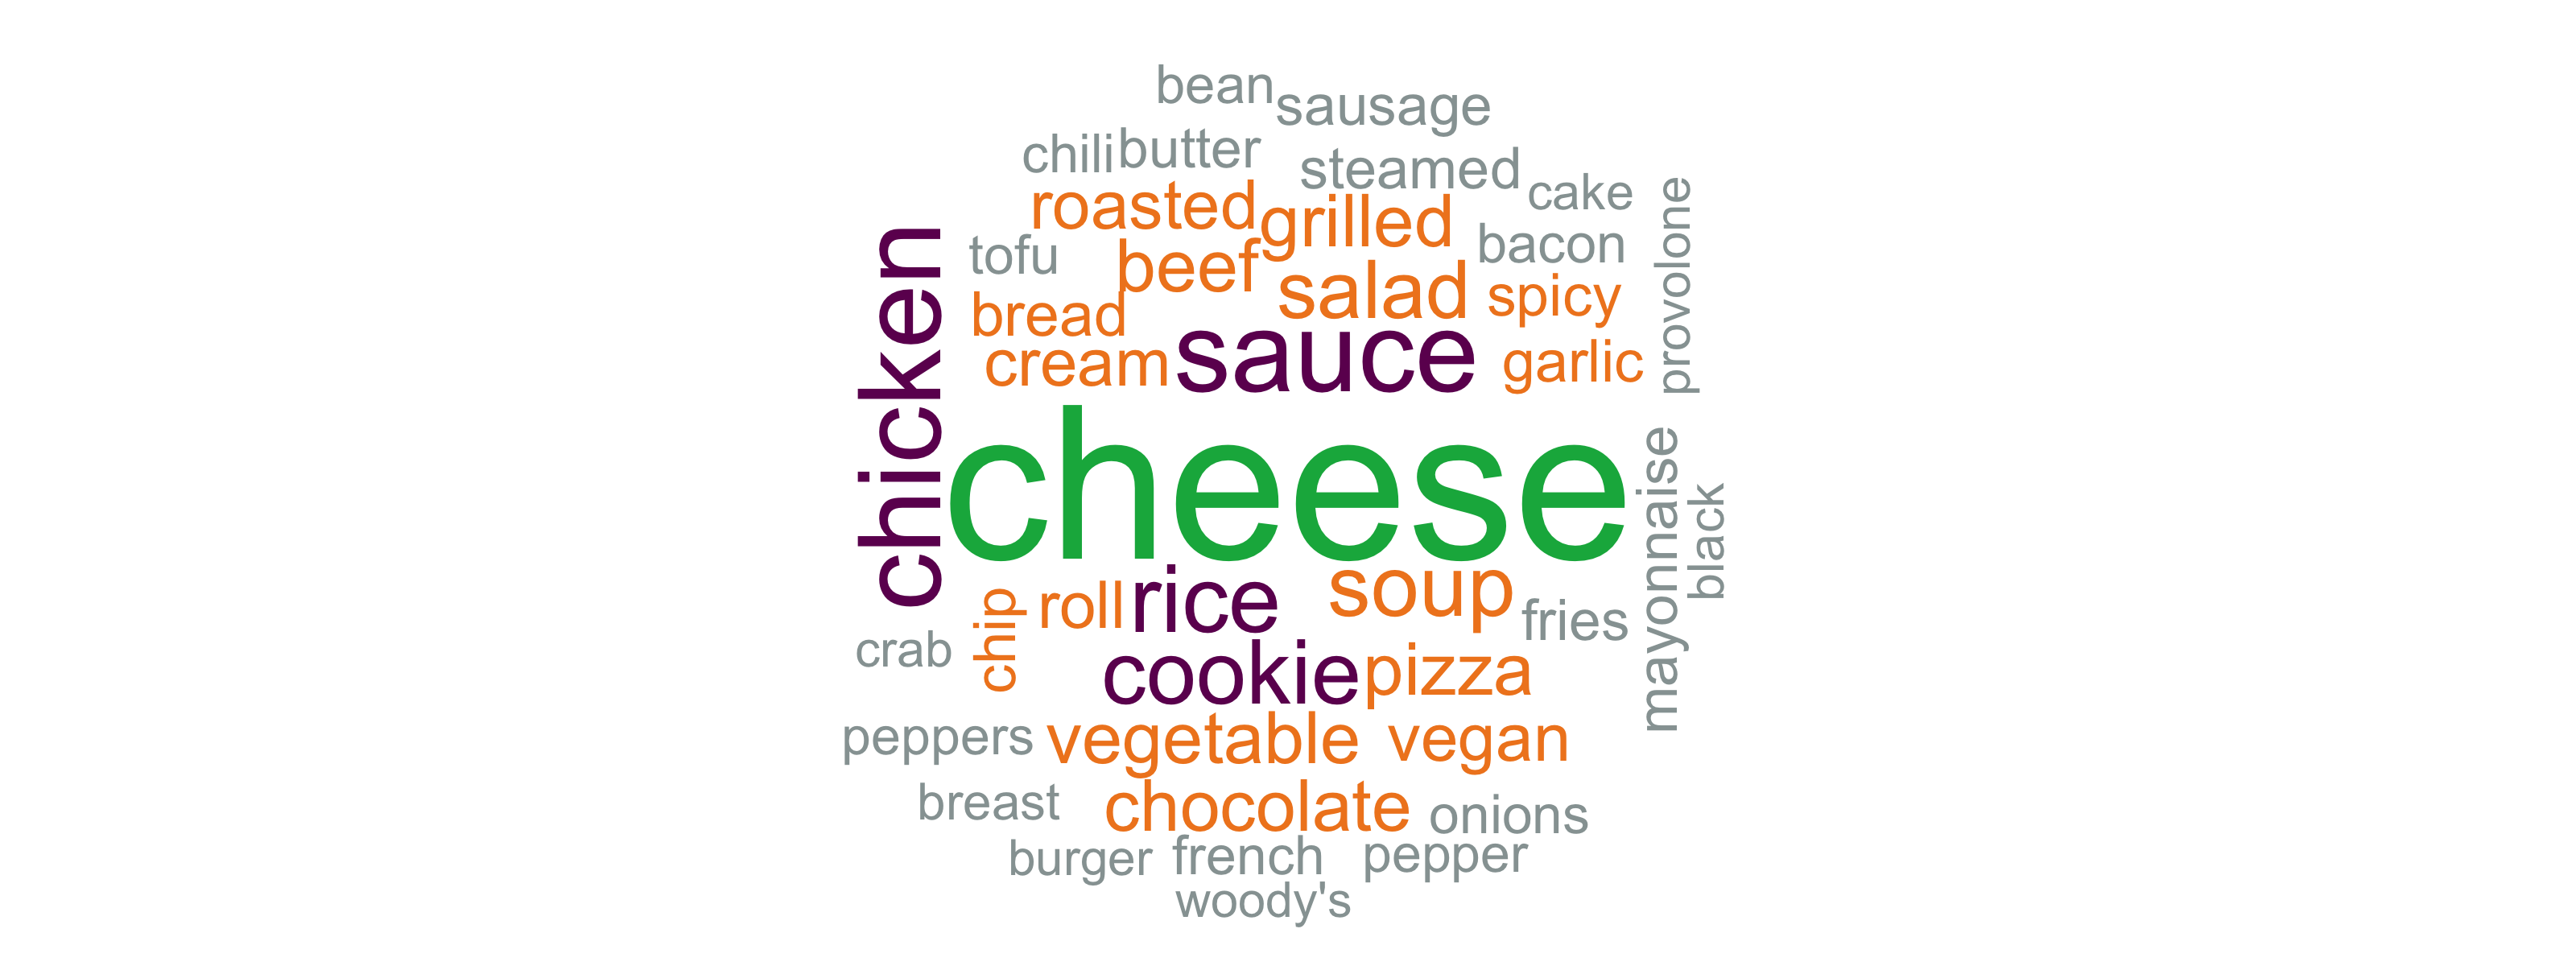 bean
sausage
chili
butter
steamed
cake
provolone
roasted
grilled
bacon
tofu
beef
salad
spicy
chicken
bread
cream
sauce
garlic
cheese
mayonnaise
black
chip
roll
rice
soup
fries
crab
cookie
pizza
peppers
vegetable
vegan
breast
chocolate
onions
burger
french
pepper
woody's